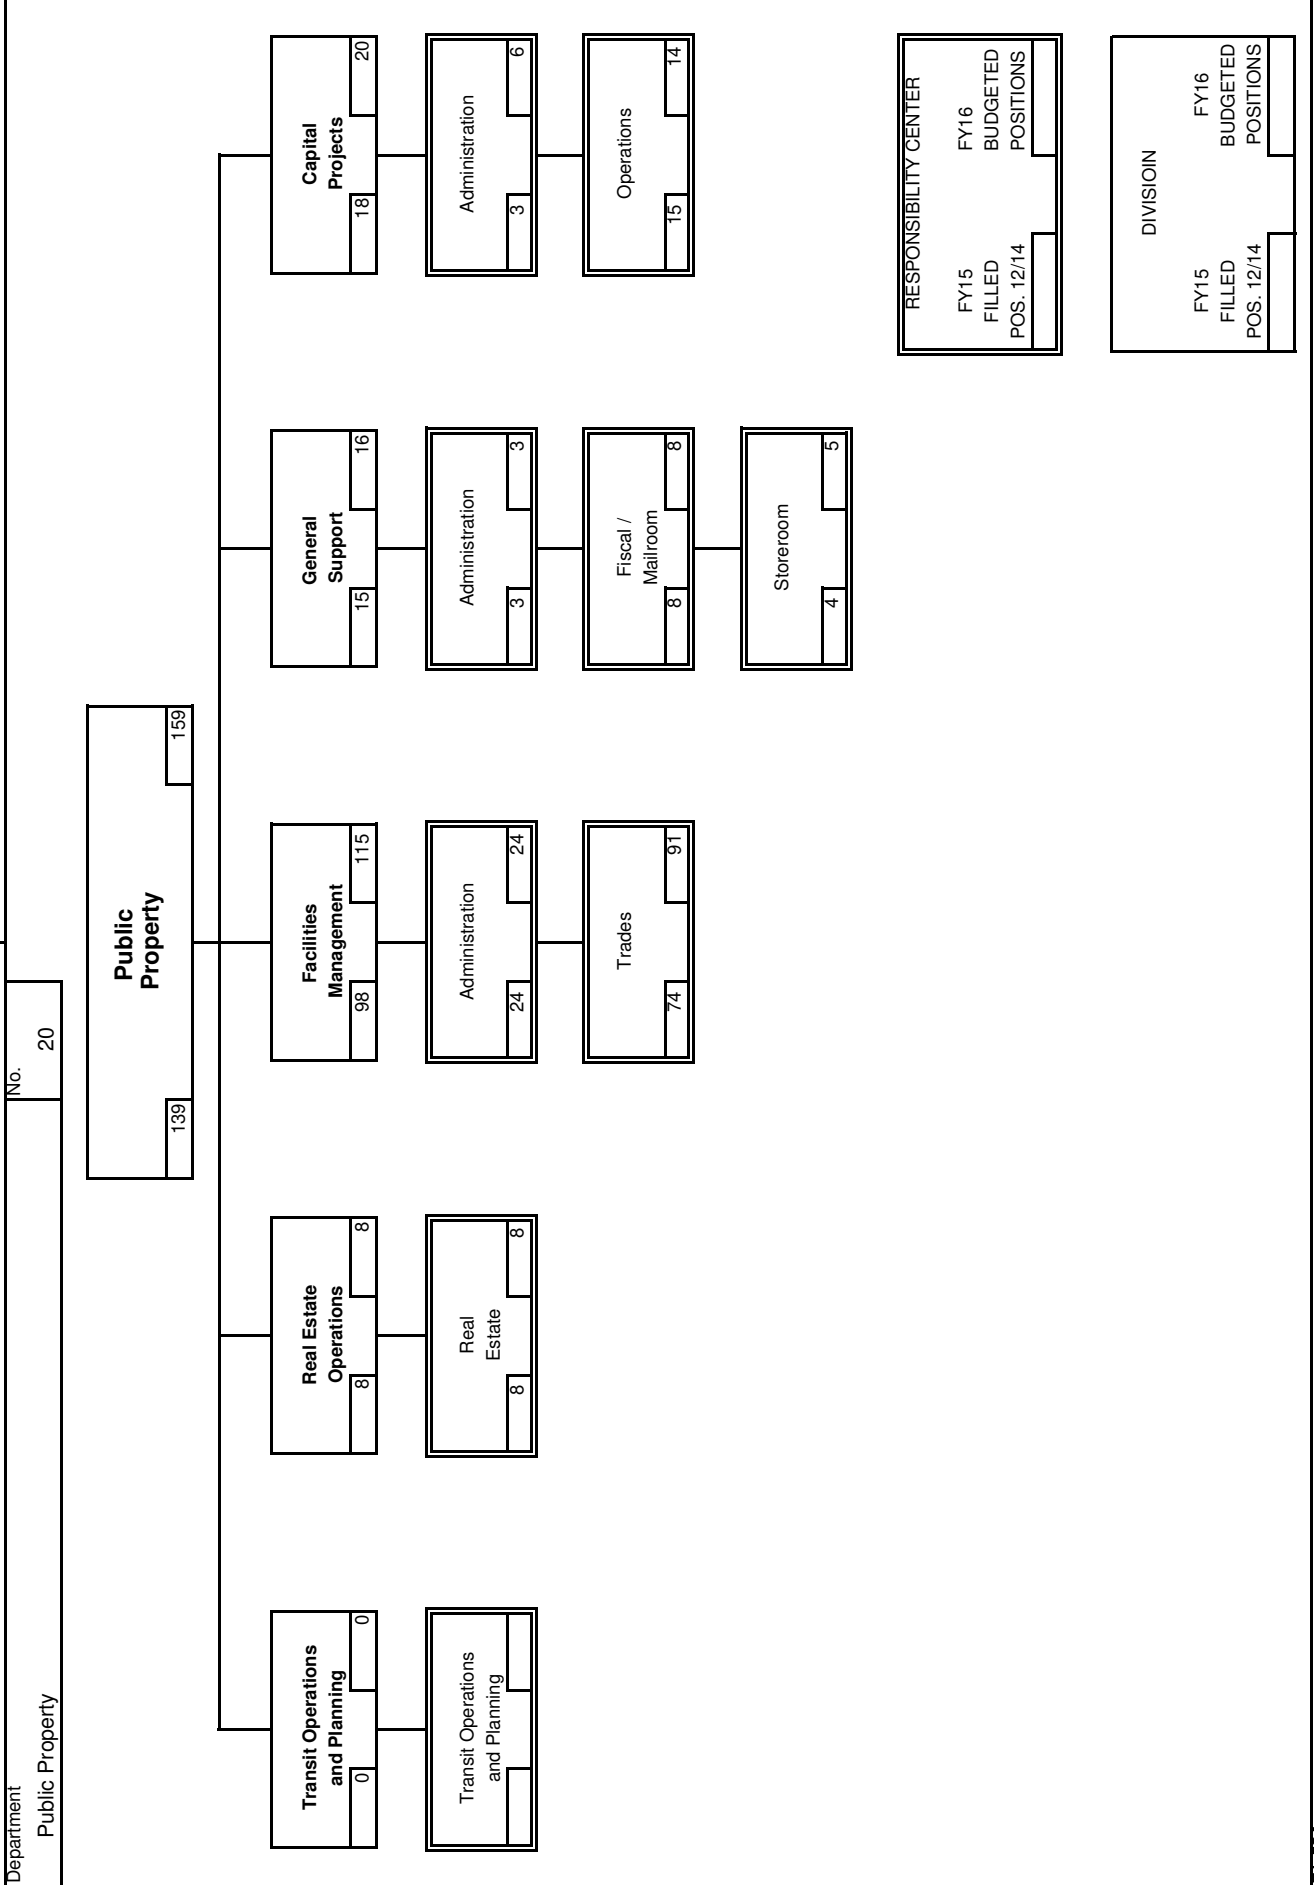 Department
No.
Public Property
20
Public
Property
139
159
Transit Operations
and Planning
0
0
Real Estate
Operations
8
8
Facilities
Management
98
115
General
Support
15
16
Capital
Projects
18
20
Transit Operations
and Planning
Real
Estate
8
8
Administration
24
24
Administration
3
3
Administration
3
6
Trades
74
91
Fiscal /
Mailroom
8
8
Operations
15
14
Storeroom
4
5
RESPONSIBILITY CENTER
FY15
FY16
FILLED
BUDGETED
POS. 12/14
POSITIONS
DIVISIOIN
FY15
FY16
FILLED
BUDGETED
POS. 12/14
POSITIONS